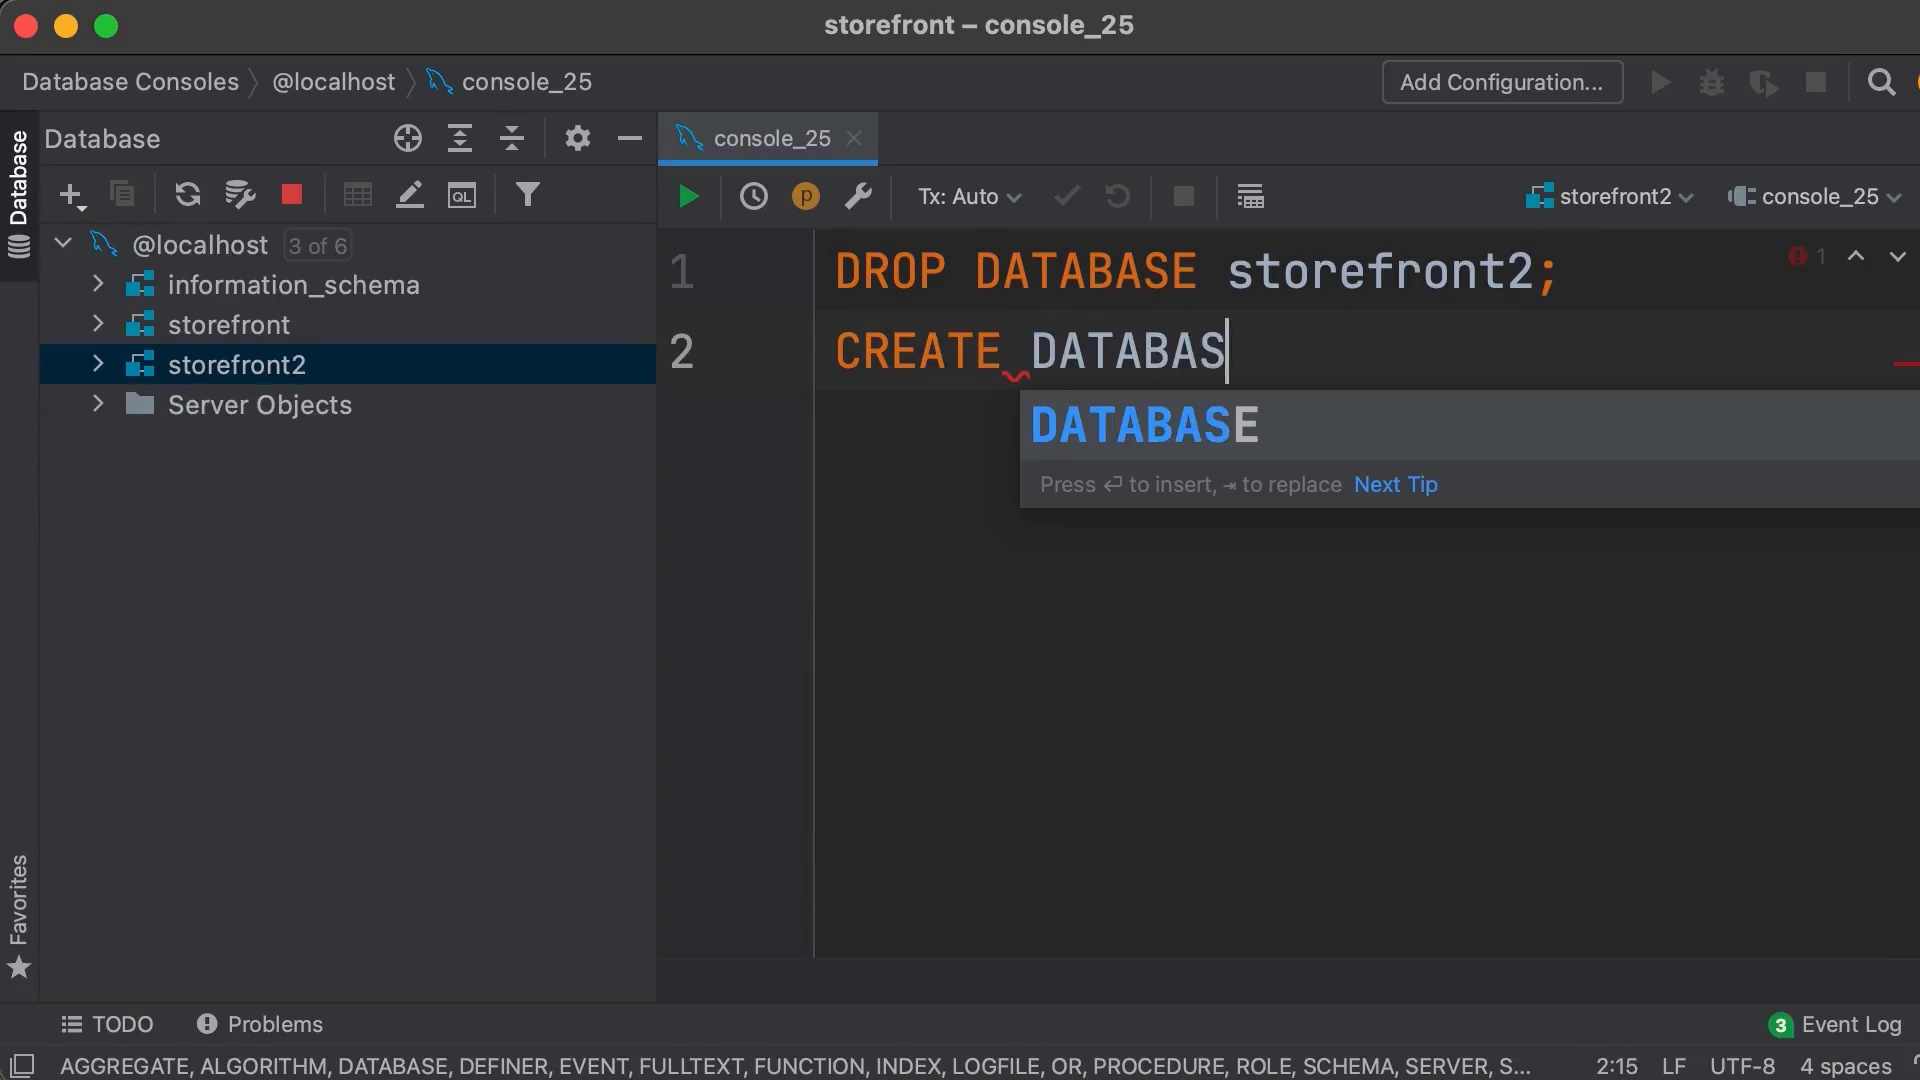 storefront – console_25
Database Consoles @localhost console_25
Add Configuration...
Database
Database
console_25
Tx: Auto
storefront2
console_25
@localhost 3 of 6
information_schema
storefront
storefront2
Server Objects
1 DROP DATABASE storefront2;
1
2 CREATE DATABAS
DATABASE
Press ⏎ to insert, ⇥ to replace Next Tip
Favorites
TODO
Problems
3 Event Log
AGGREGATE, ALGORITHM, DATABASE, DEFINER, EVENT, FULLTEXT, FUNCTION, INDEX, LOGFILE, OR, PROCEDURE, ROLE, SCHEMA, SERVER, S...
2:15 LF UTF-8 4 spaces